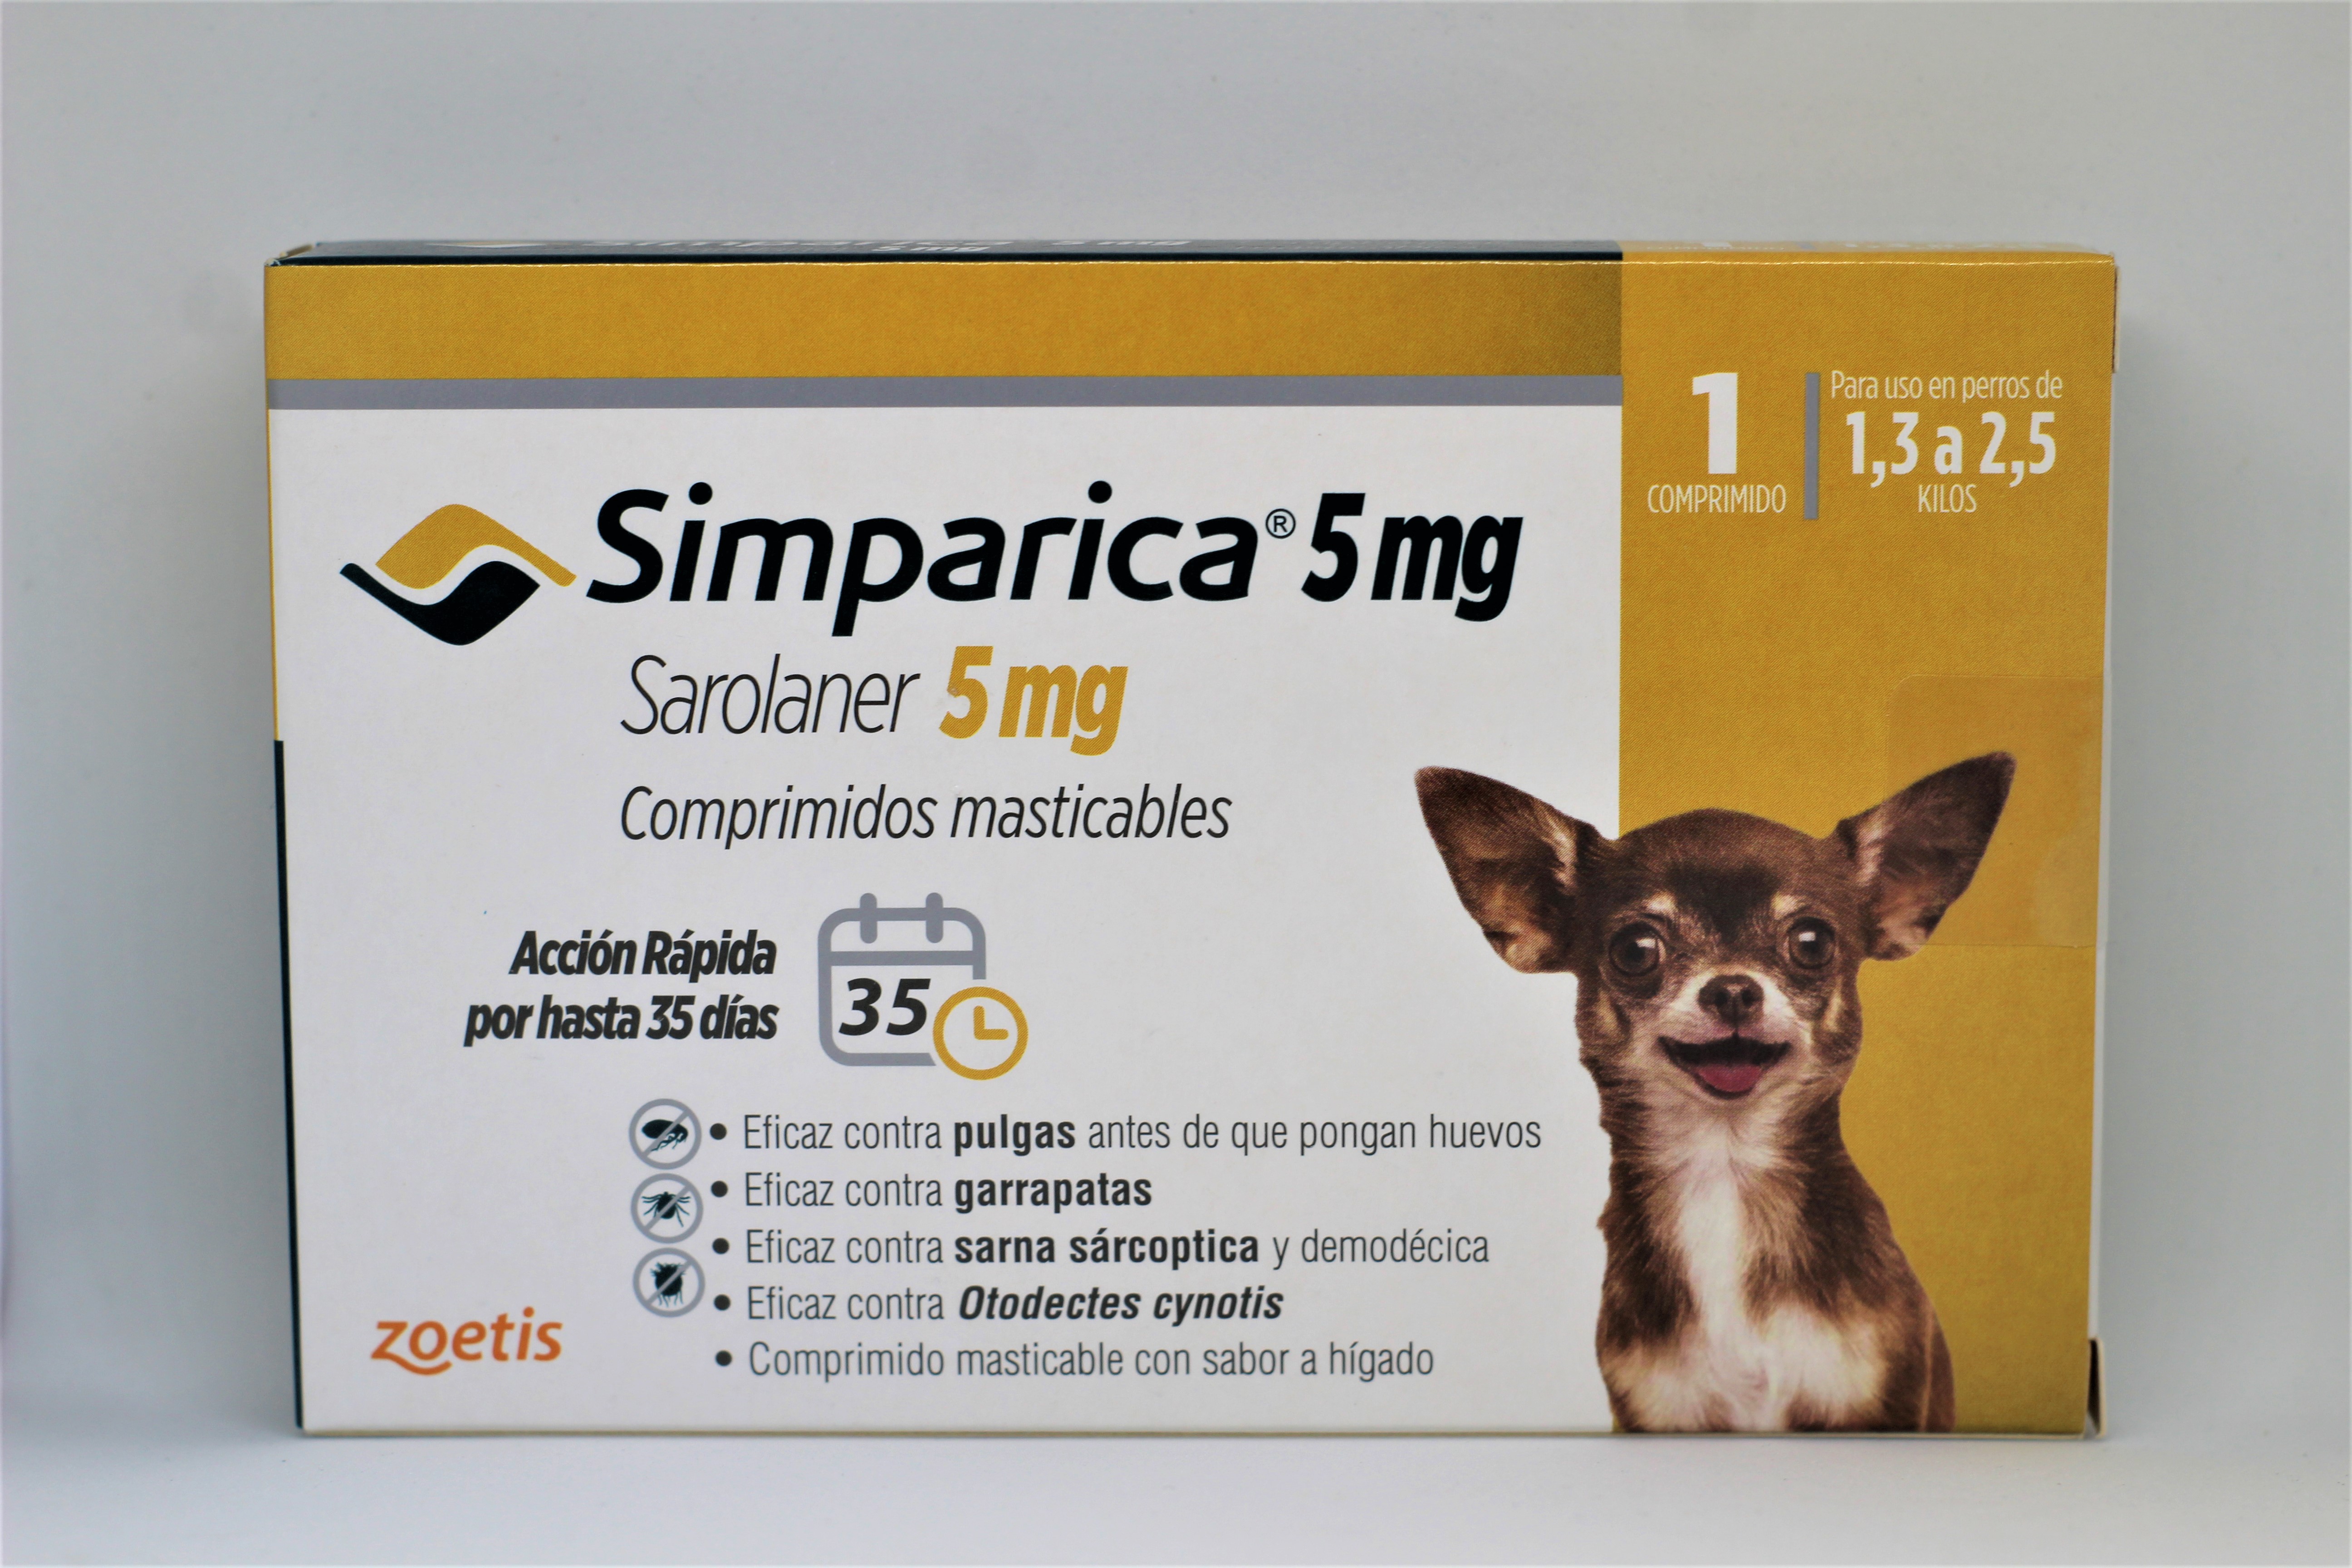 1
COMPRIMIDO
Para uso en perros de
1,3 a 2,5
KILOS
Simparica® 5 mg
Sarolaner 5 mg
Comprimidos masticables
Acción Rápida
por hasta 35 días
35
• Eficaz contra pulgas antes de que pongan huevos
• Eficaz contra garrapatas
• Eficaz contra sarna sárcoptica y demodécica
• Eficaz contra Otodectes cynotis
• Comprimido masticable con sabor a hígado
zoetis